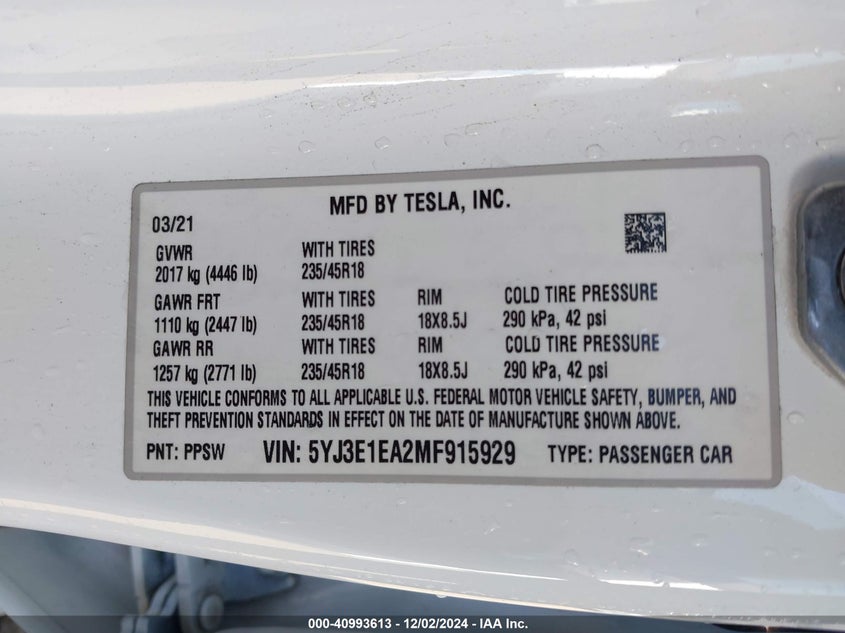 MFD BY TESLA, INC.
03/21
GVWR WITH TIRES
2017 kg (4446 lb) 235/45R18
GAWR FRT WITH TIRES RIM COLD TIRE PRESSURE
1110 kg (2447 lb) 235/45R18 18X8.5J 290 kPa, 42 psi
GAWR RR WITH TIRES RIM COLD TIRE PRESSURE
1257 kg (2771 lb) 235/45R18 18X8.5J 290 kPa, 42 psi
THIS VEHICLE CONFORMS TO ALL APPLICABLE U.S. FEDERAL MOTOR VEHICLE SAFETY, BUMPER, AND
THEFT PREVENTION STANDARDS IN EFFECT ON THE DATE OF MANUFACTURE SHOWN ABOVE.
PNT: PPSW VIN: 5YJ3E1EA2MF915929 TYPE: PASSENGER CAR
000-40993613 - 12/02/2024 - IAA Inc.